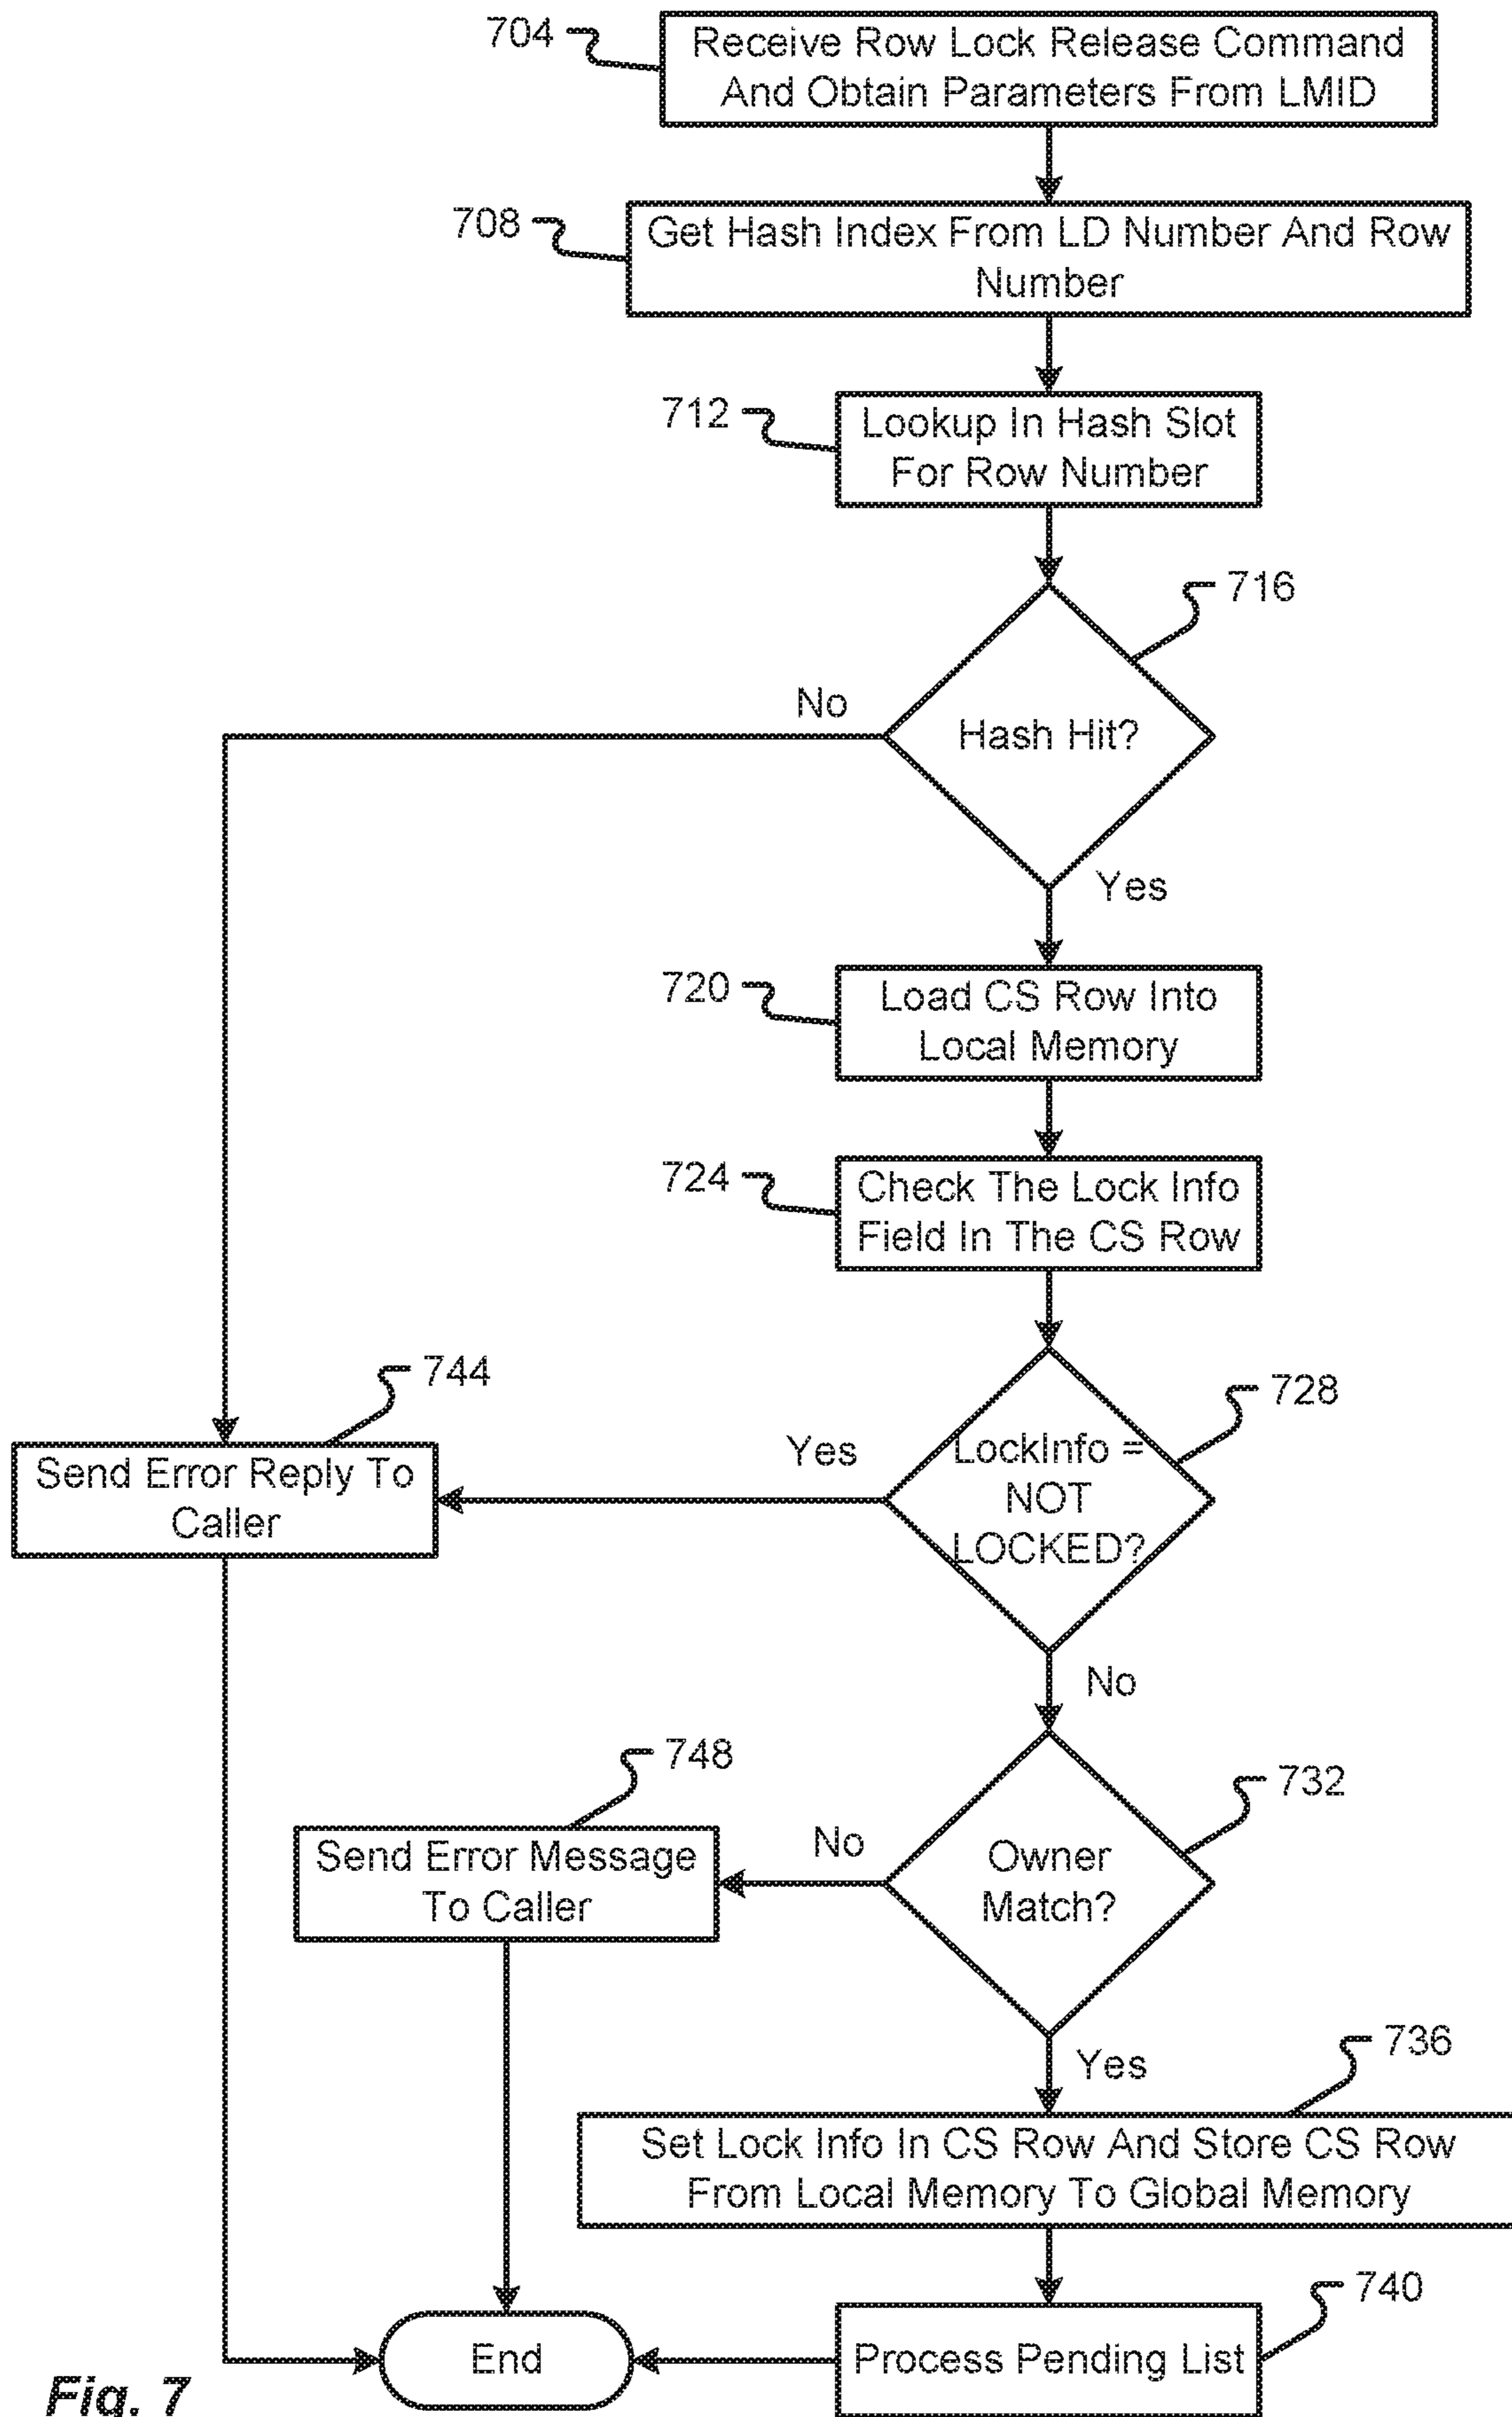 704
Receive Row Lock Release Command
And Obtain Parameters From LMID
708
Get Hash Index From LD Number And Row
Number
712
Lookup In Hash Slot
For Row Number
716
Hash Hit?
No
Yes
720
Load CS Row Into
Local Memory
724
Check The Lock Info
Field In The CS Row
728
LockInfo =
NOT
LOCKED?
Yes
744
Send Error Reply To
Caller
No
732
Owner
Match?
No
748
Send Error Message
To Caller
Yes
736
Set Lock Info In CS Row And Store CS Row
From Local Memory To Global Memory
740
Process Pending List
End
Fig. 7